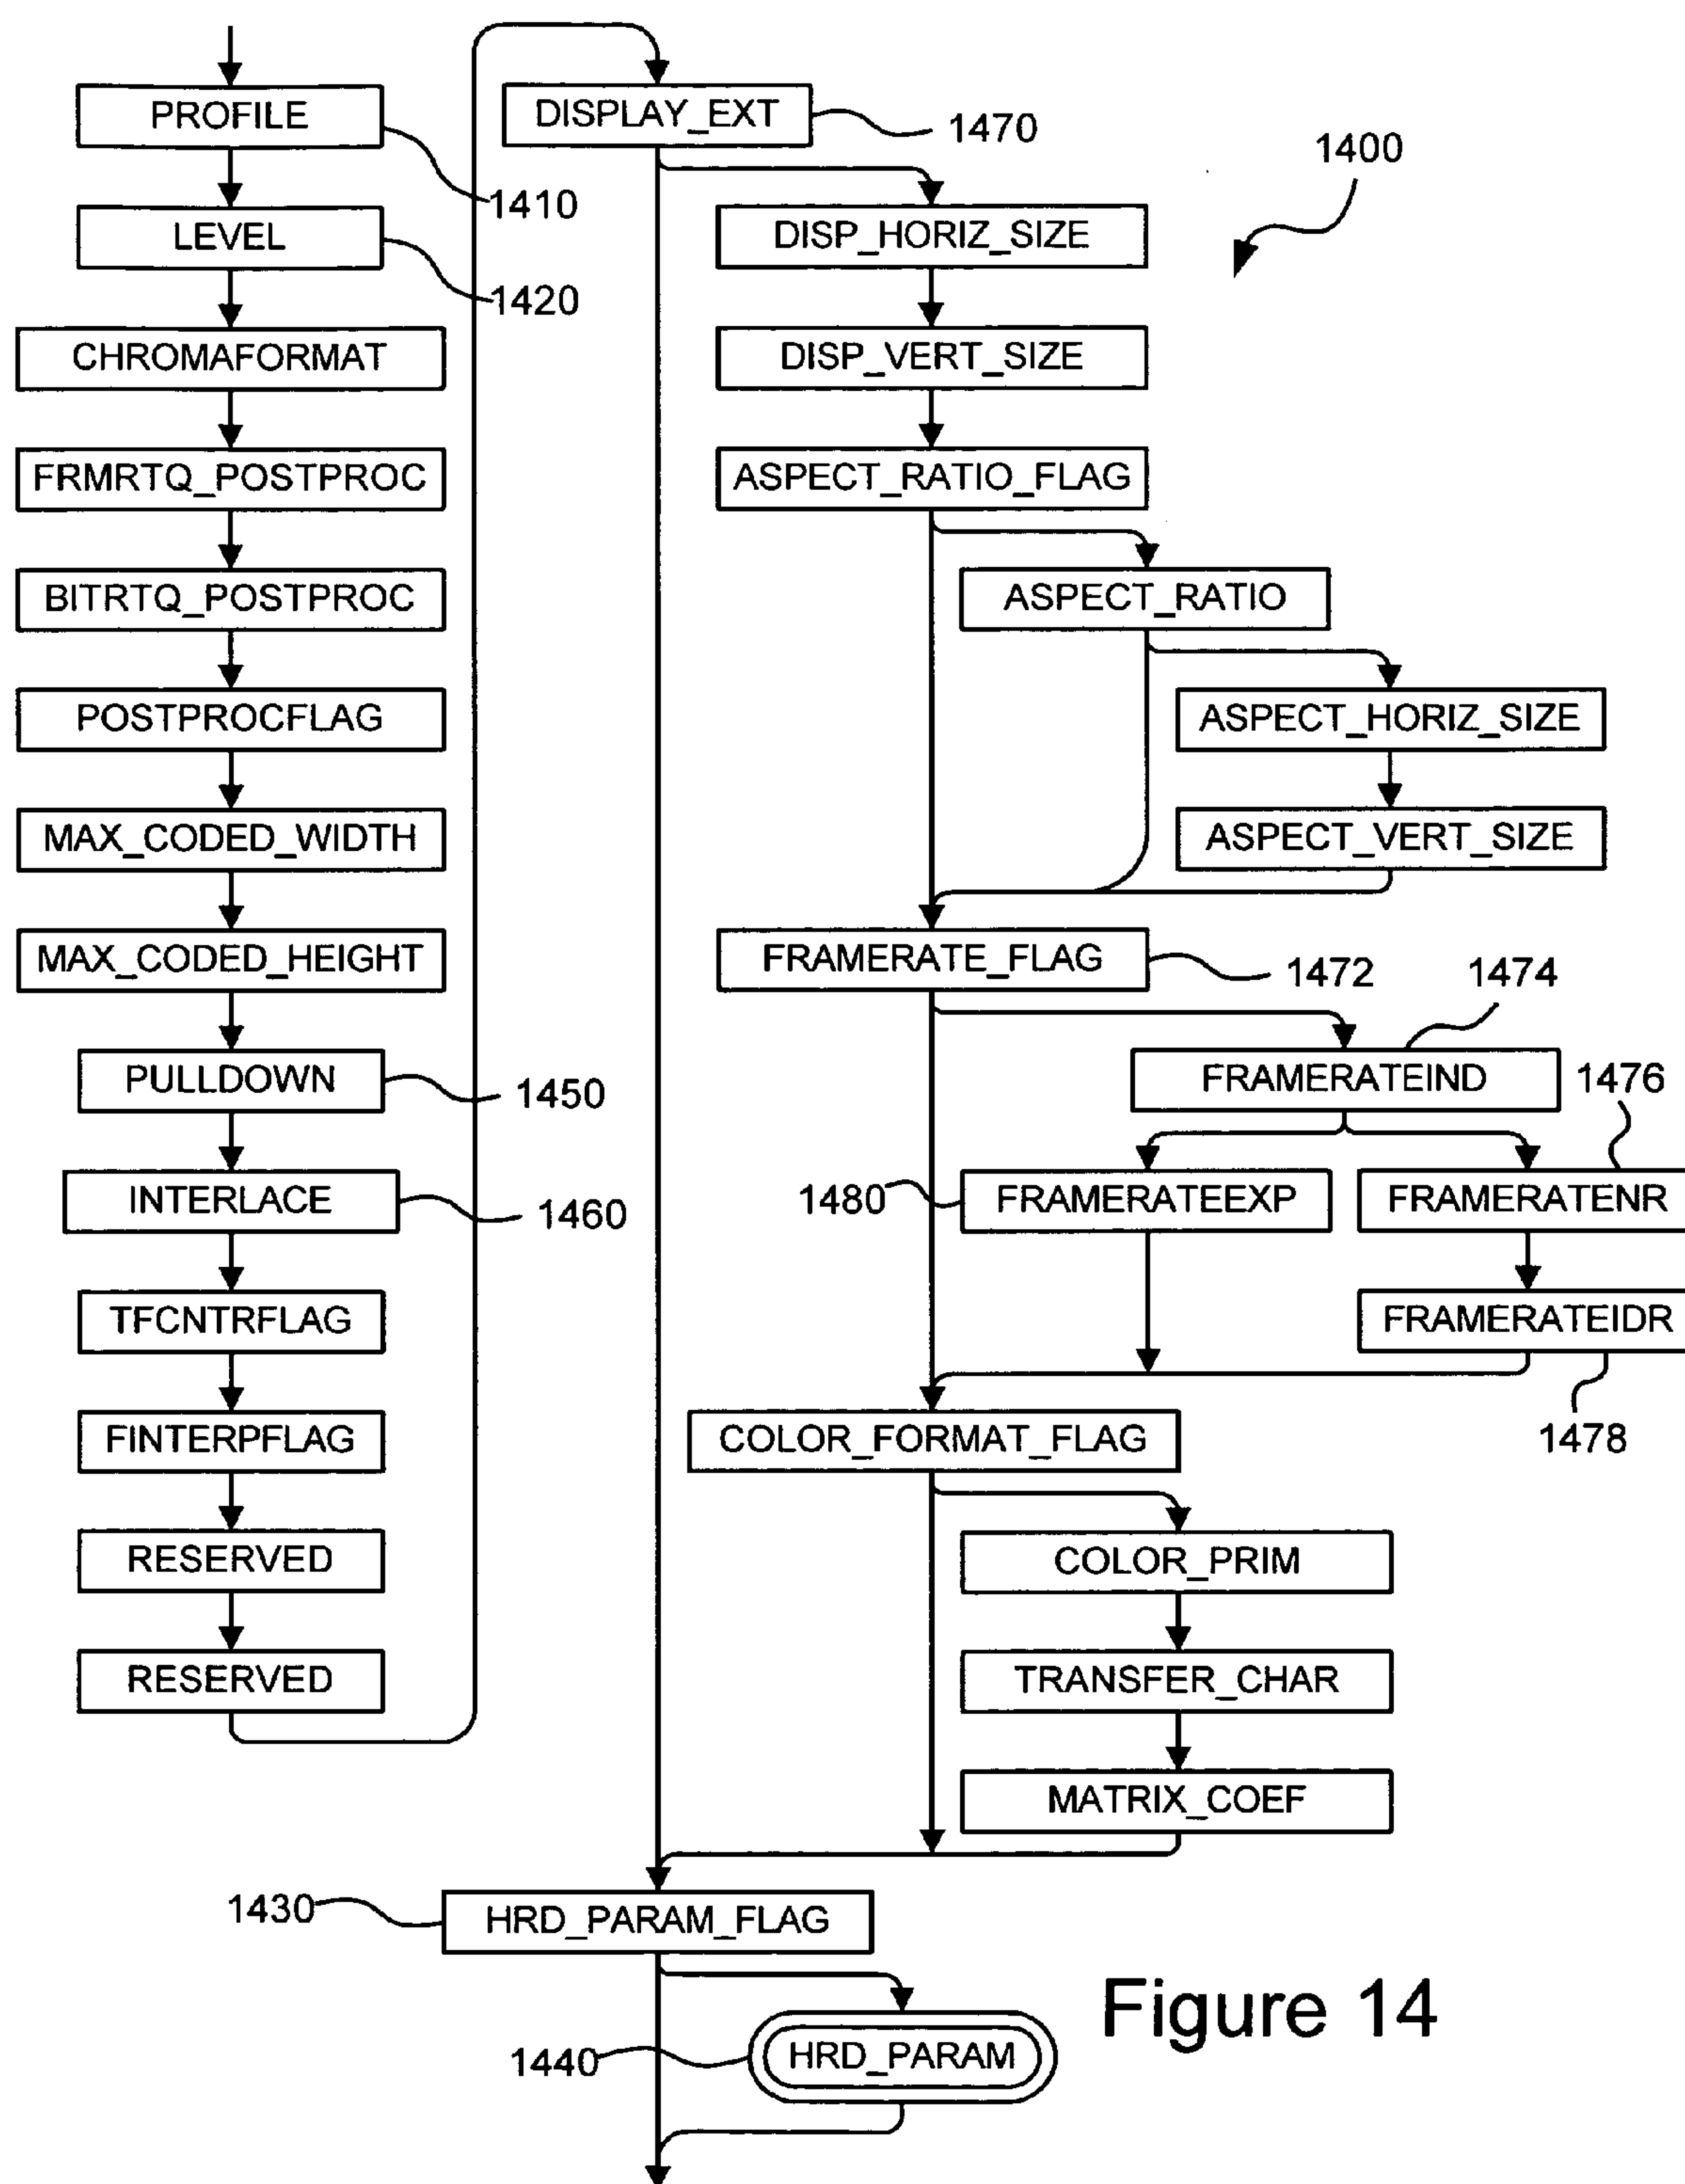 PROFILE
1410
LEVEL
1420
CHROMAFORMAT
FRMRTQ_POSTPROC
BITRTQ_POSTPROC
POSTPROCFLAG
MAX_CODED_WIDTH
MAX_CODED_HEIGHT
PULLDOWN
1450
INTERLACE
1460
TFCNTRFLAG
FINTERPFLAG
RESERVED
RESERVED
DISPLAY_EXT
1470
1400
DISP_HORIZ_SIZE
DISP_VERT_SIZE
ASPECT_RATIO_FLAG
ASPECT_RATIO
ASPECT_HORIZ_SIZE
ASPECT_VERT_SIZE
FRAMERATE_FLAG
1472
1474
FRAMERATEIND
1476
1480
FRAMERATEEXP
FRAMERATENR
FRAMERATEIDR
1478
COLOR_FORMAT_FLAG
COLOR_PRIM
TRANSFER_CHAR
MATRIX_COEF
1430
HRD_PARAM_FLAG
1440
HRD_PARAM
Figure 14